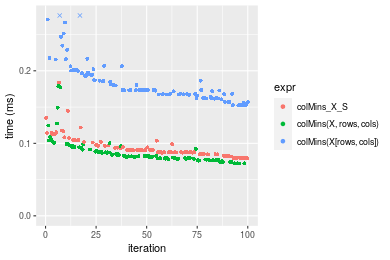 0.2
0.1
0.0
time (ms)
0
25
50
75
100
iteration
expr
colMins_X_S
colMins(X, rows, cols)
colMins(X[rows, cols])